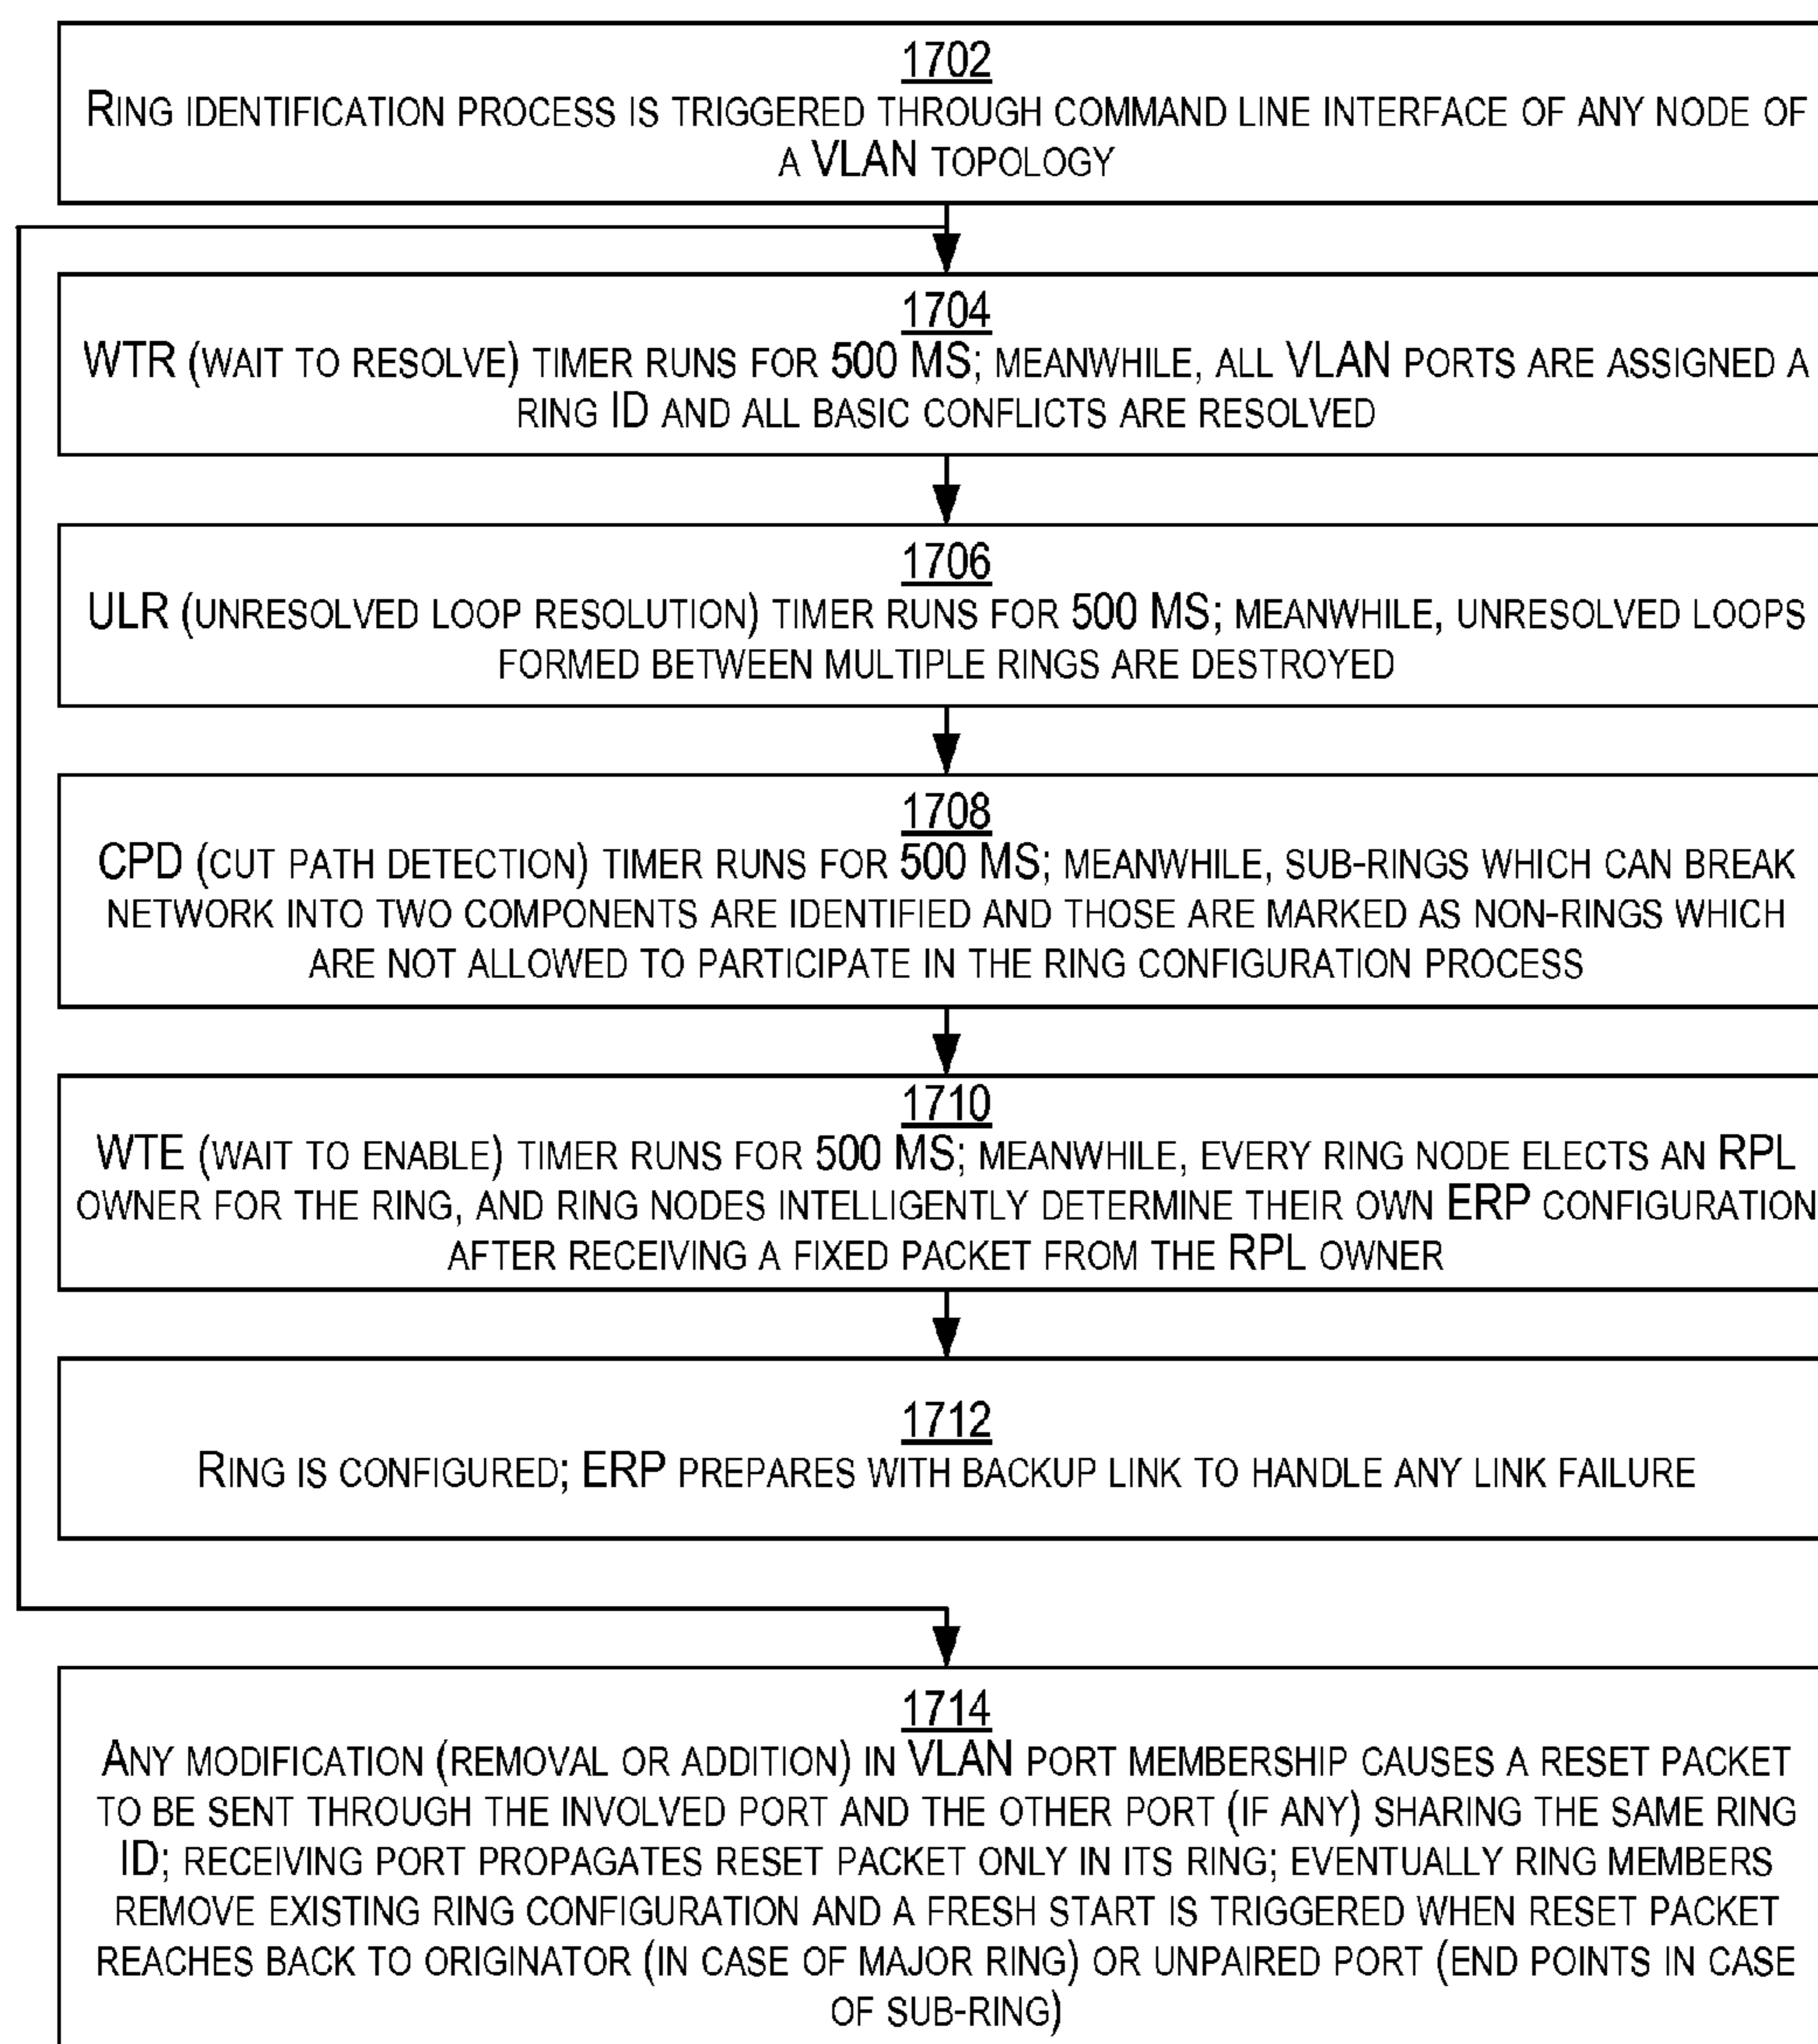 1702
RING IDENTIFICATION PROCESS IS TRIGGERED THROUGH COMMAND LINE INTERFACE OF ANY NODE OF
A VLAN TOPOLOGY
1704
WTR (WAIT TO RESOLVE) TIMER RUNS FOR 500 MS; MEANWHILE, ALL VLAN PORTS ARE ASSIGNED A
RING ID AND ALL BASIC CONFLICTS ARE RESOLVED
1706
ULR (UNRESOLVED LOOP RESOLUTION) TIMER RUNS FOR 500 MS; MEANWHILE, UNRESOLVED LOOPS
FORMED BETWEEN MULTIPLE RINGS ARE DESTROYED
1708
CPD (CUT PATH DETECTION) TIMER RUNS FOR 500 MS; MEANWHILE, SUB-RINGS WHICH CAN BREAK
NETWORK INTO TWO COMPONENTS ARE IDENTIFIED AND THOSE ARE MARKED AS NON-RINGS WHICH
ARE NOT ALLOWED TO PARTICIPATE IN THE RING CONFIGURATION PROCESS
1710
WTE (WAIT TO ENABLE) TIMER RUNS FOR 500 MS; MEANWHILE, EVERY RING NODE ELECTS AN RPL
OWNER FOR THE RING, AND RING NODES INTELLIGENTLY DETERMINE THEIR OWN ERP CONFIGURATION
AFTER RECEIVING A FIXED PACKET FROM THE RPL OWNER
1712
RING IS CONFIGURED; ERP PREPARES WITH BACKUP LINK TO HANDLE ANY LINK FAILURE
1714
ANY MODIFICATION (REMOVAL OR ADDITION) IN VLAN PORT MEMBERSHIP CAUSES A RESET PACKET
TO BE SENT THROUGH THE INVOLVED PORT AND THE OTHER PORT (IF ANY) SHARING THE SAME RING
ID; RECEIVING PORT PROPAGATES RESET PACKET ONLY IN ITS RING; EVENTUALLY RING MEMBERS
REMOVE EXISTING RING CONFIGURATION AND A FRESH START IS TRIGGERED WHEN RESET PACKET
REACHES BACK TO ORIGINATOR (IN CASE OF MAJOR RING) OR UNPAIRED PORT (END POINTS IN CASE
OF SUB-RING)